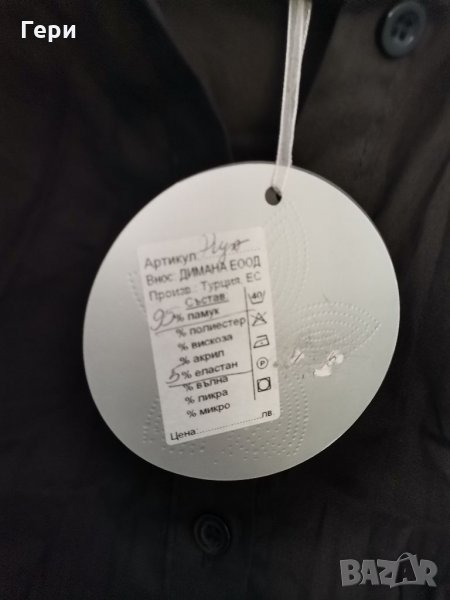 Гери
Артикул
Внос: ДИМАНА ЕООД
Произв.: Турция, ЕС
Състав:
95% памук
% полиестер
% вискоза
% акрил
5% еластан
% вълна
% ликра
% микро
Цена:..................лв
40
P
BAZAR